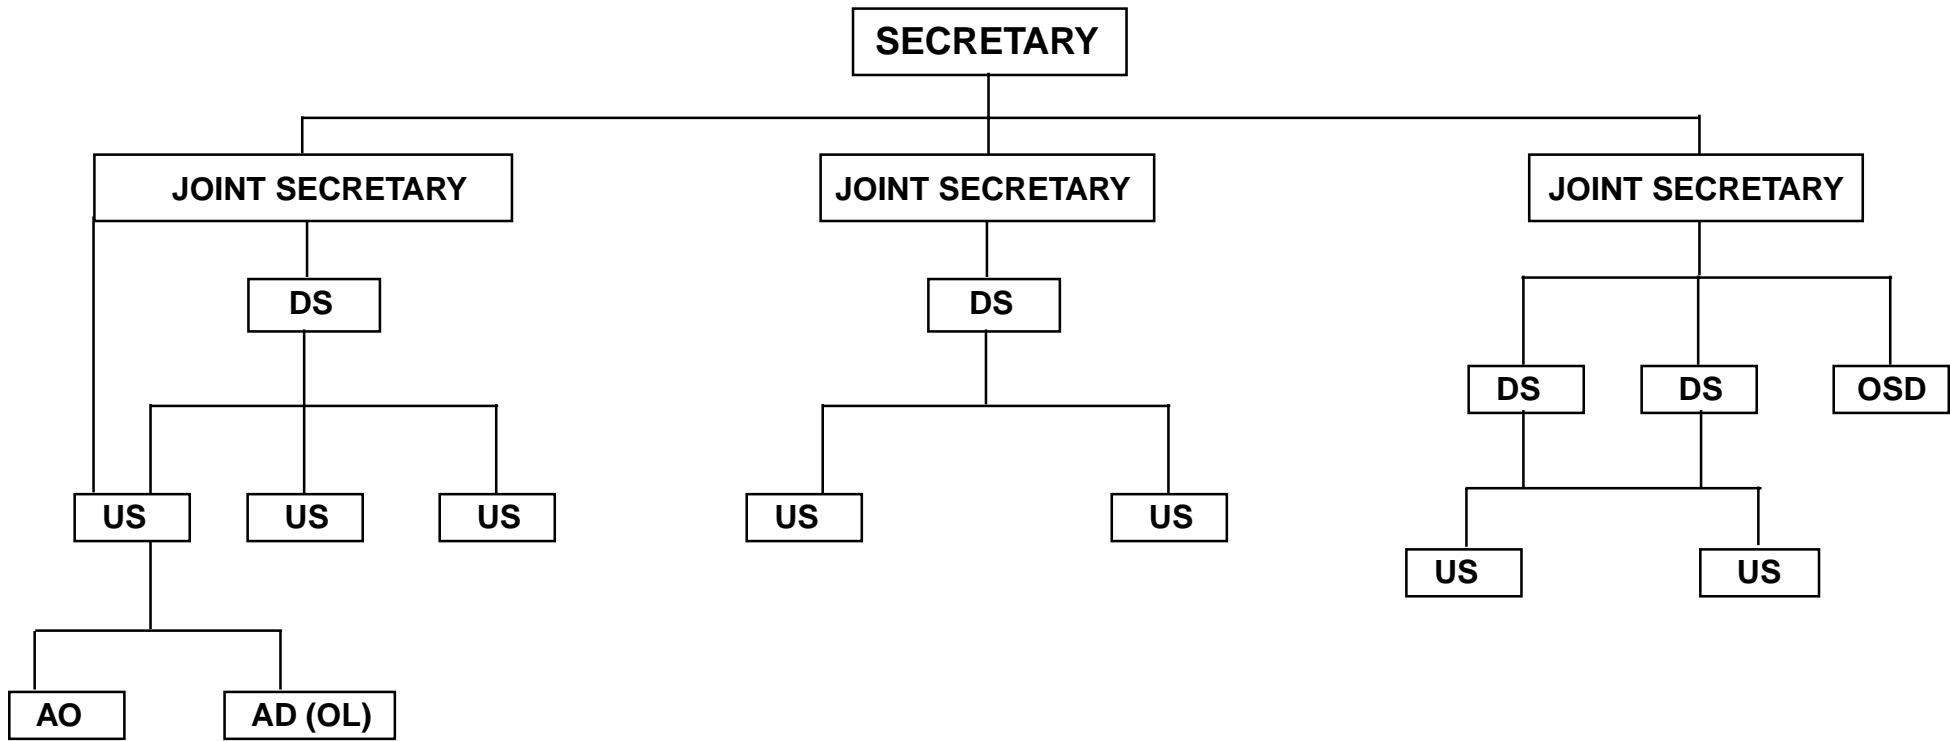 SECRETARY
JOINT SECRETARY
JOINT SECRETARY
JOINT SECRETARY
DS
DS
DS
DS
OSD
US
US
US
US
US
US
US
AO
AD (OL)